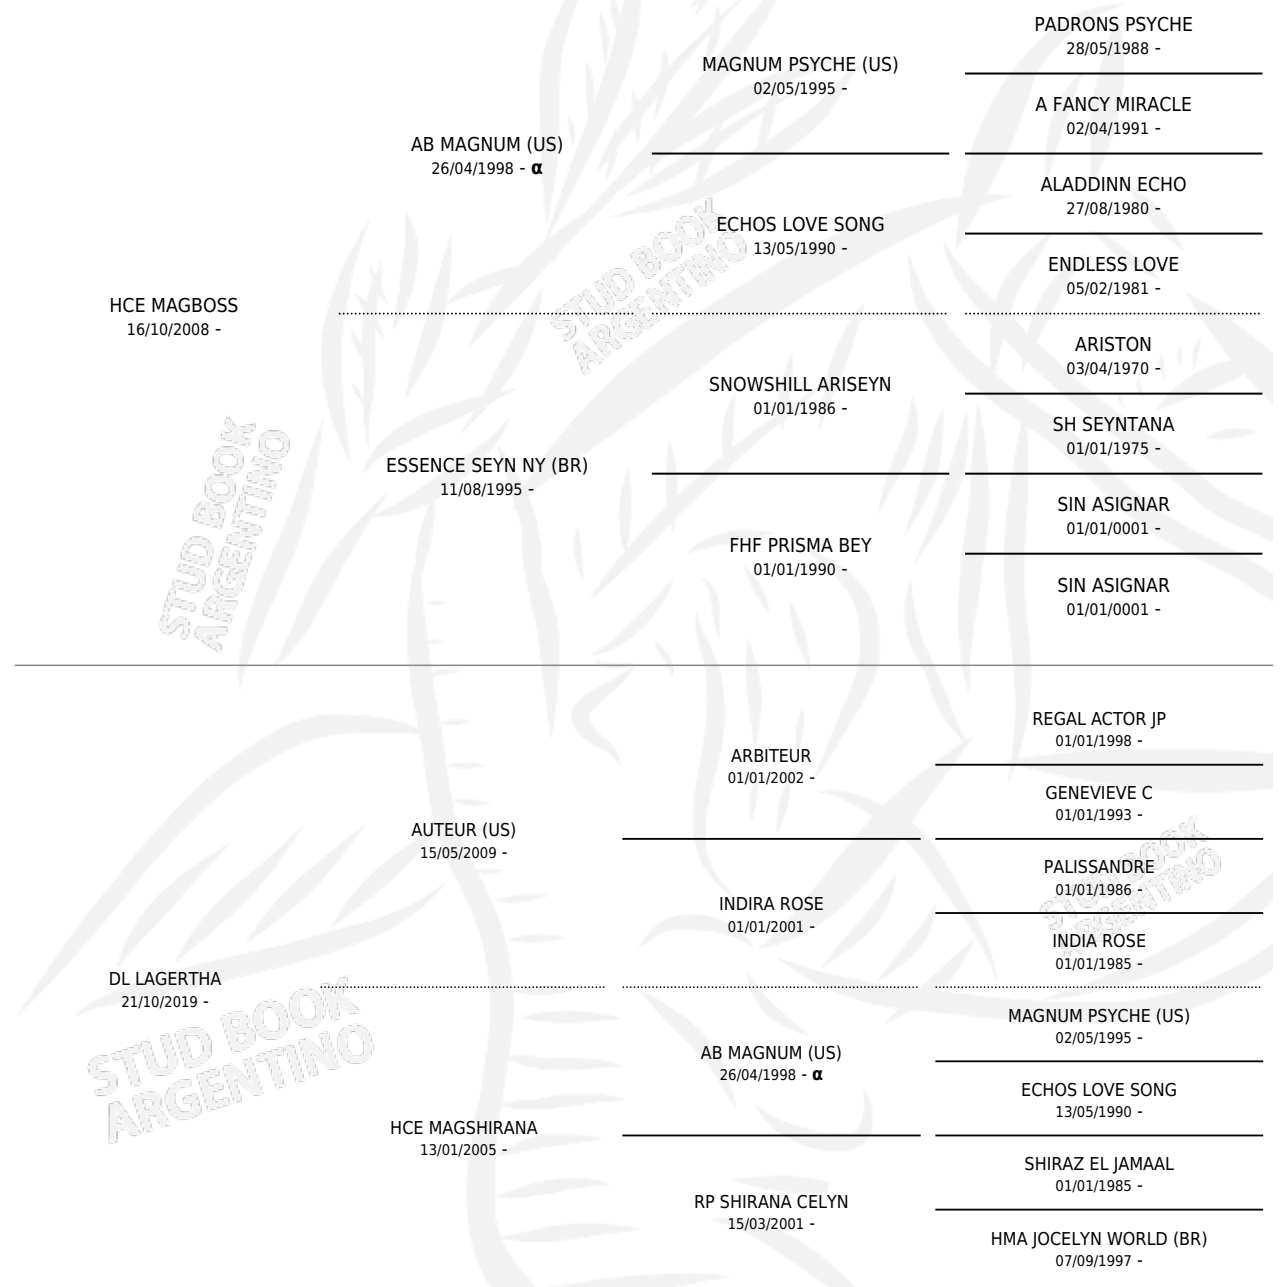 PADRONS PSYCHE
28/05/1988 -
MAGNUM PSYCHE (US)
02/05/1995 -
A FANCY MIRACLE
02/04/1991 -
AB MAGNUM (US)
26/04/1998 - α
ALADDINN ECHO
27/08/1980 -
ECHOS LOVE SONG
13/05/1990 -
ENDLESS LOVE
05/02/1981 -
HCE MAGBOSS
16/10/2008 -
STUD BOOK
ARGENTINO
ARISTON
03/04/1970 -
SNOWSHILL ARISEYN
01/01/1986 -
SH SEYNTANA
01/01/1975 -
ESSENCE SEYN NY (BR)
11/08/1995 -
STUD BOOK
ARGENTINO
SIN ASIGNAR
01/01/0001 -
FHF PRISMA BEY
01/01/1990 -
SIN ASIGNAR
01/01/0001 -
REGAL ACTOR JP
01/01/1998 -
ARBITEUR
01/01/2002 -
GENEVIEVE C
01/01/1993 -
AUTEUR (US)
15/05/2009 -
PALISSANDRE
01/01/1986 -
STUD BOOK
ARGENTINO
INDIRA ROSE
01/01/2001 -
INDIA ROSE
01/01/1985 -
DL LAGERTHA
21/10/2019 -
STUD BOOK
ARGENTINO
MAGNUM PSYCHE (US)
02/05/1995 -
AB MAGNUM (US)
26/04/1998 - α
ECHOS LOVE SONG
13/05/1990 -
HCE MAGSHIRANA
13/01/2005 -
SHIRAZ EL JAMAAL
01/01/1985 -
RP SHIRANA CELYN
15/03/2001 -
HMA JOCELYN WORLD (BR)
07/09/1997 -